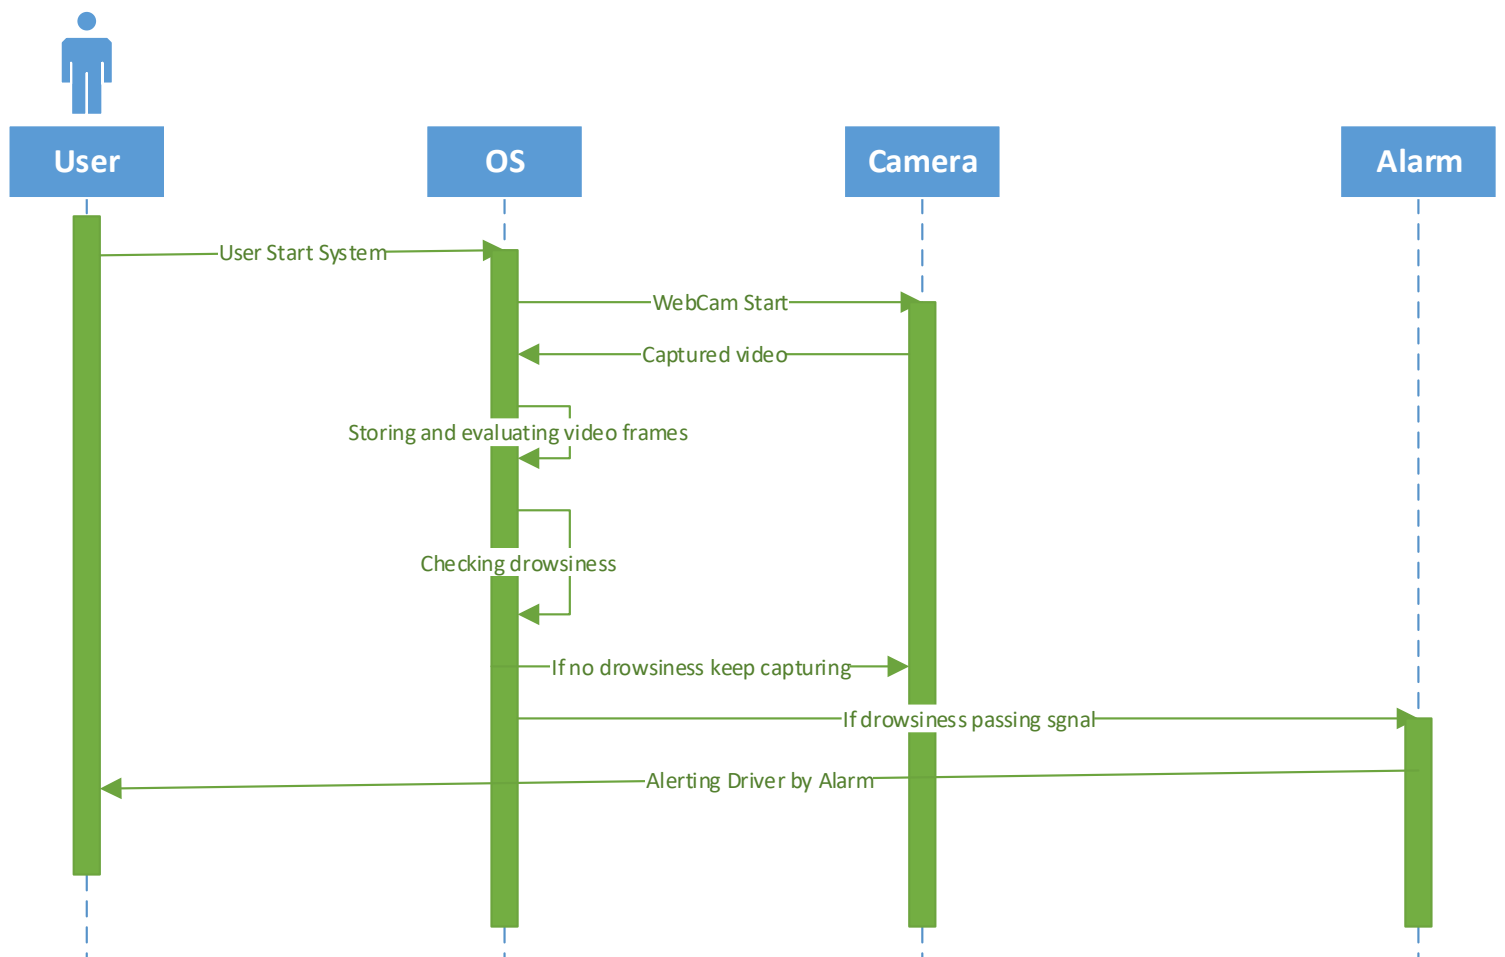 User
OS
Camera
Alarm
User Start System
WebCam Start
Captured video
Storing and evaluating video frames
Checking drowsiness
If no drowsiness keep capturing
If drowsiness passing sgnal
Alerting Driver by Alarm